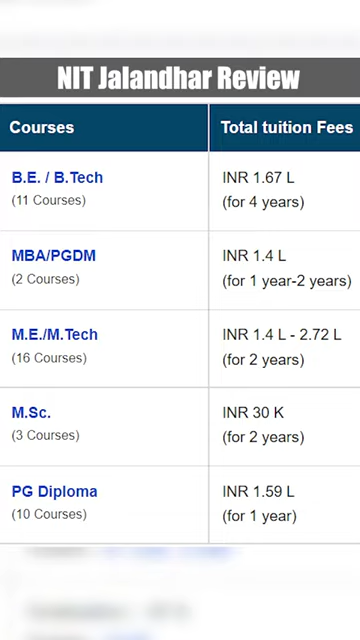 NIT Jalandhar Review
Courses Total tuition Fees
B.E. / B.Tech INR 1.67 L
(11 Courses) (for 4 years)
MBA/PGDM INR 1.4 L
(2 Courses) (for 1 year-2 years)
M.E./M.Tech INR 1.4 L - 2.72 L
(16 Courses) (for 2 years)
M.Sc. INR 30 K
(3 Courses) (for 2 years)
PG Diploma INR 1.59 L
(10 Courses) (for 1 year)